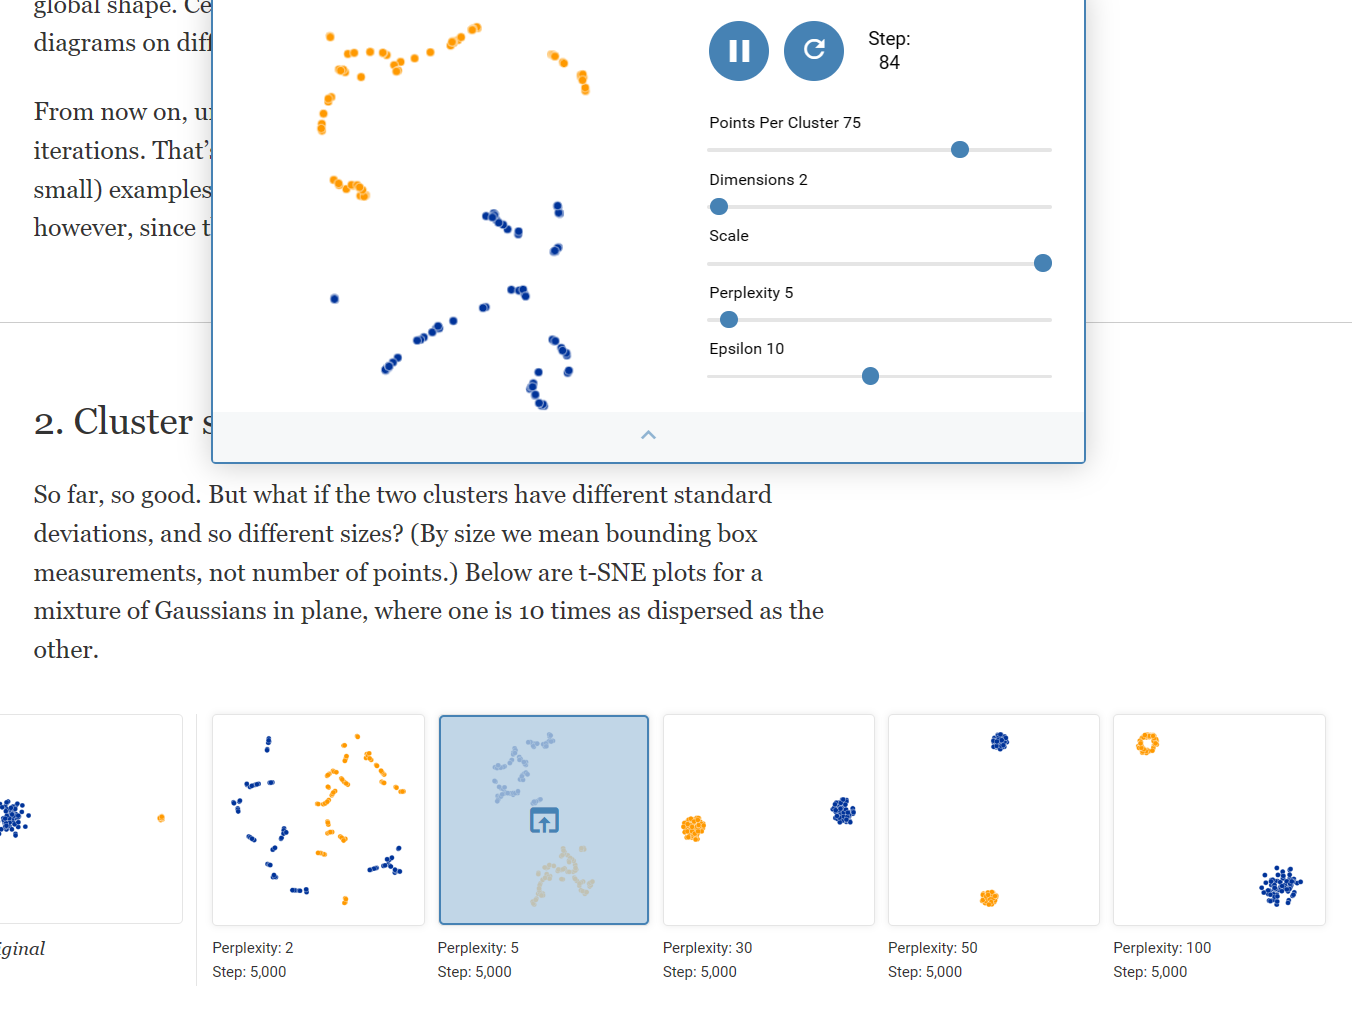 global shape. Ce
diagrams on diff
From now on, u
iterations. That's
small) examples
however, since t
Step:
84
Points Per Cluster 75
Dimensions 2
Scale
Perplexity 5
Epsilon 10
2. Cluster s
So far, so good. But what if the two clusters have different standard
deviations, and so different sizes? (By size we mean bounding box
measurements, not number of points.) Below are t-SNE plots for a
mixture of Gaussians in plane, where one is 10 times as dispersed as the
other.
iginal
Perplexity: 2
Step: 5,000
Perplexity: 5
Step: 5,000
Perplexity: 30
Step: 5,000
Perplexity: 50
Step: 5,000
Perplexity: 100
Step: 5,000